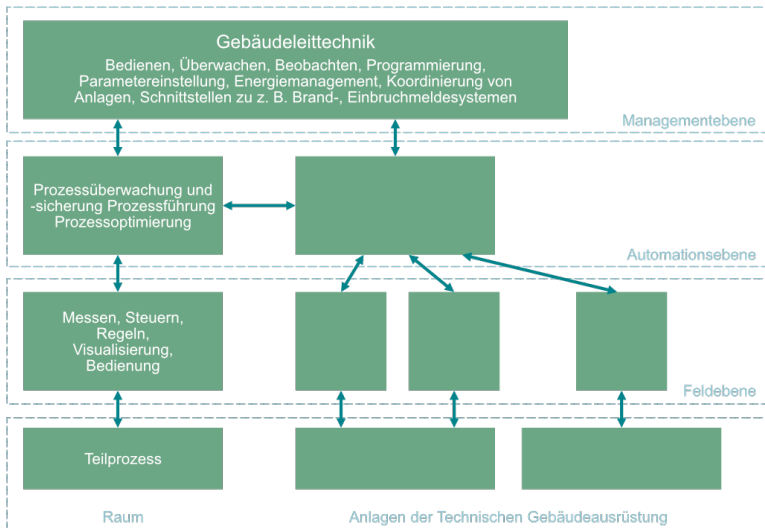 Gebäudeleittechnik
Bedienen, Überwachen, Beobachten, Programmierung,
Parametereinstellung, Energiemanagement, Koordinierung von
Anlagen, Schnittstellen zu z. B. Brand-, Einbruchmeldesystemen
Managementebene
Prozessüberwachung und
-sicherung Prozessführung
Prozessoptimierung
Automationsebene
Messen, Steuern,
Regeln,
Visualisierung,
Bedienung
Feldebene
Teilprozess
Raum
Anlagen der Technischen Gebäudeausrüstung